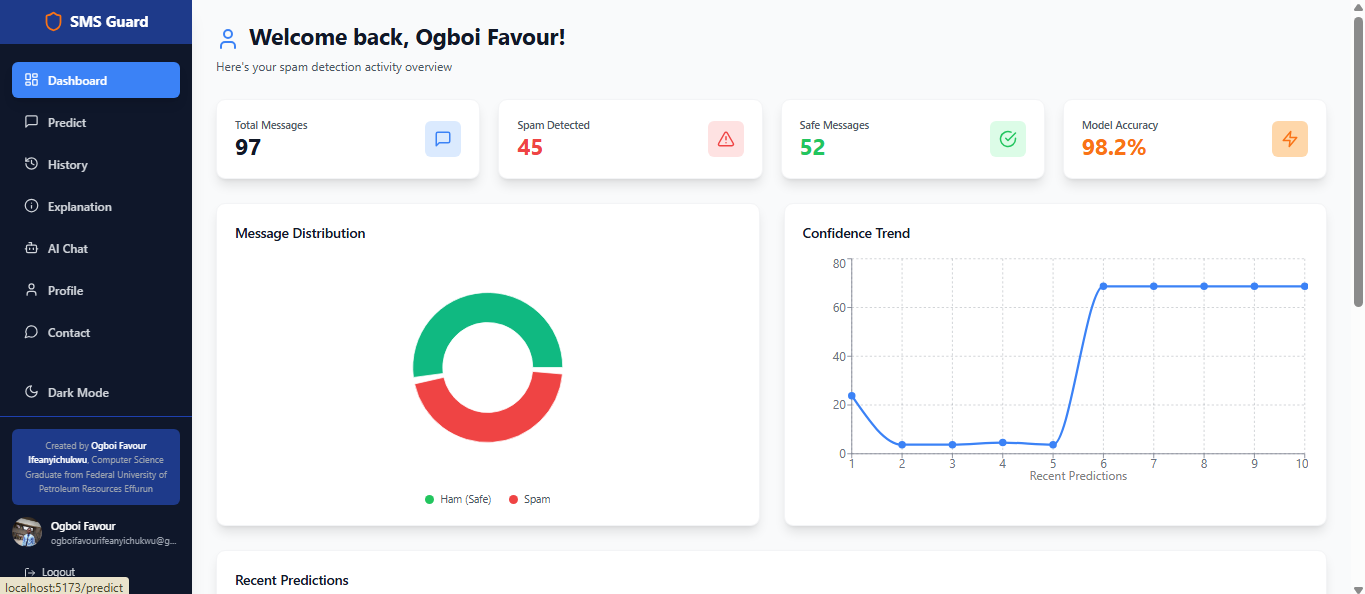 SMS Guard
Dashboard
Predict
History
Explanation
AI Chat
Profile
Contact
Dark Mode
Created by Ogboi Favour
Ifeanyichukwu, Computer Science
Graduate from Federal University of
Petroleum Resources Effurun
Ogboi Favour
ogboifavourifeanyichukwu@g...
Logout
localhost:5173/predict
Welcome back, Ogboi Favour!
Here's your spam detection activity overview
Total Messages
97
Spam Detected
45
Safe Messages
52
Model Accuracy
98.2%
Message Distribution
Ham (Safe) Spam
Confidence Trend
80
60
40
20
0
1 2 3 4 5 6 7 8 9 10
Recent Predictions
Recent Predictions